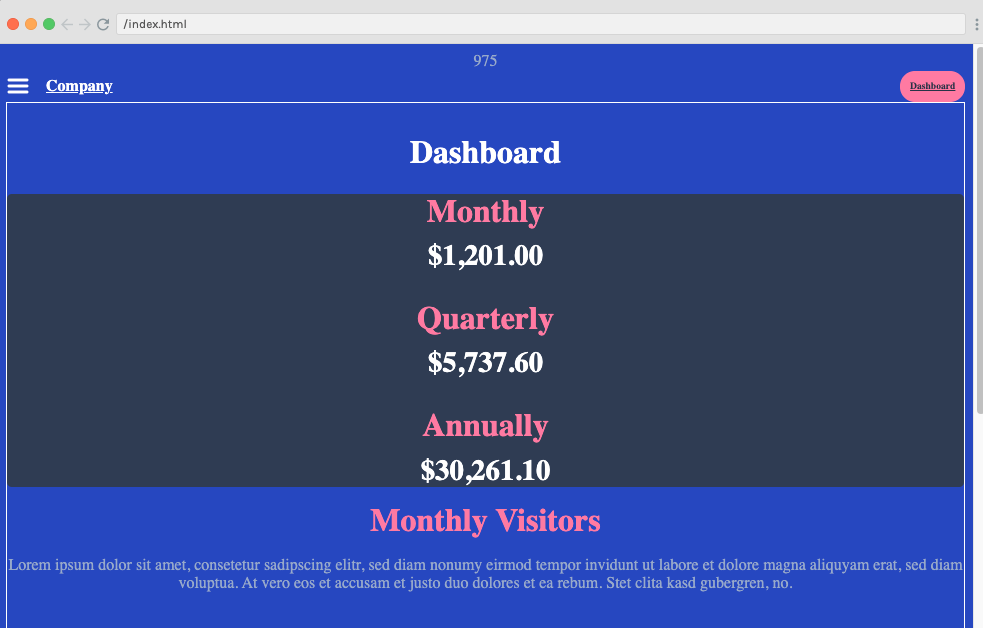 /index.html
975
Company
Dashboard
Dashboard
Monthly
$1,201.00
Quarterly
$5,737.60
Annually
$30,261.10
Monthly Visitors
Lorem ipsum dolor sit amet, consetetur sadipscing elitr, sed diam nonumy eirmod tempor invidunt ut labore et dolore magna aliquyam erat, sed diam
voluptua. At vero eos et accusam et justo duo dolores et ea rebum. Stet clita kasd gubergren, no.